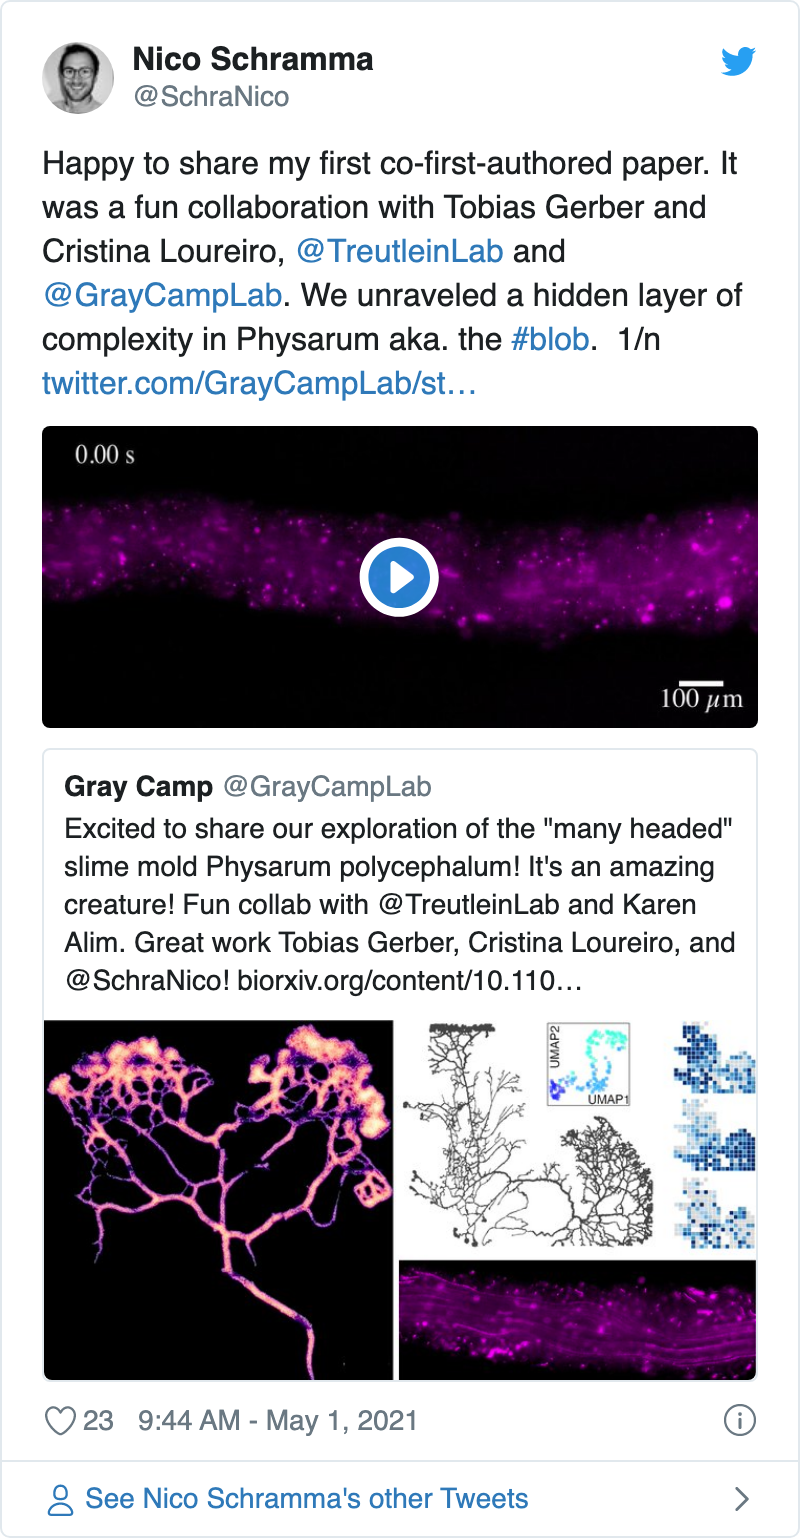 Nico Schramma
@SchraNico
Happy to share my first co-first-authored paper. It
was a fun collaboration with Tobias Gerber and
Cristina Loureiro, @TreutleinLab and
@GrayCampLab. We unraveled a hidden layer of
complexity in Physarum aka. the #blob.  1/n
twitter.com/GrayCampLab/st…
0.00 s
100 μm
Gray Camp @GrayCampLab
Excited to share our exploration of the "many headed"
slime mold Physarum polycephalum! It's an amazing
creature! Fun collab with @TreutleinLab and Karen
Alim. Great work Tobias Gerber, Cristina Loureiro, and
@SchraNico! biorxiv.org/content/10.110…
UMAP2
UMAP1
23 9:44 AM - May 1, 2021
See Nico Schramma's other Tweets